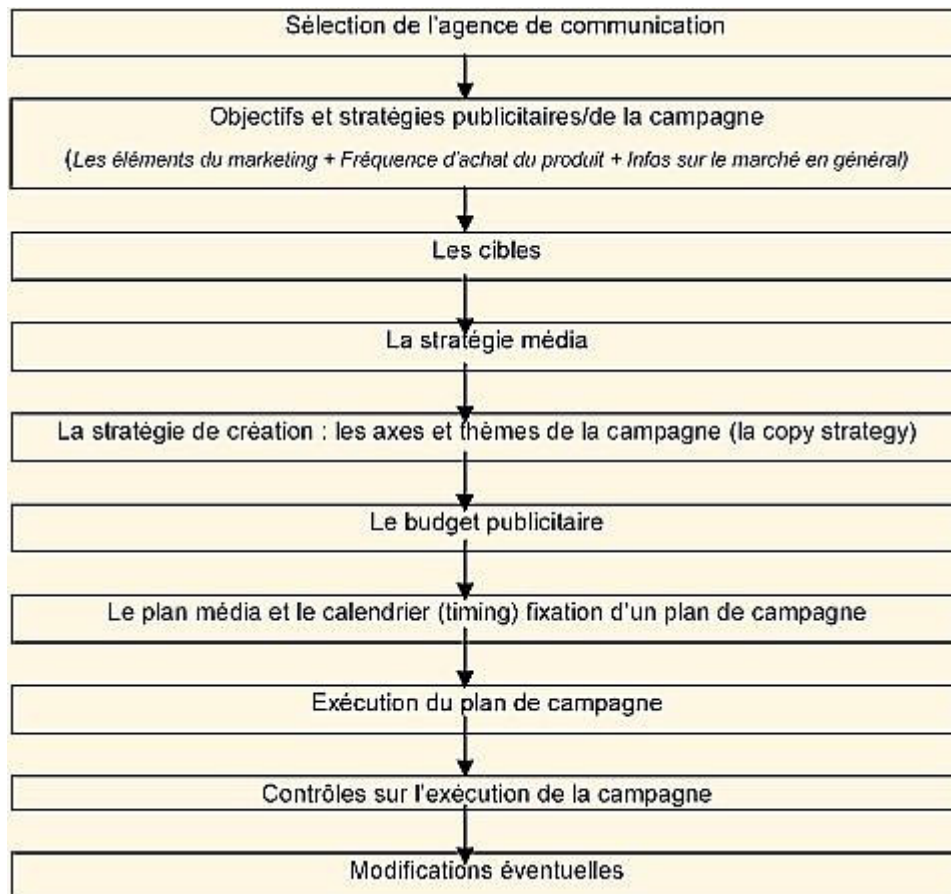 Sélection de l'agence de communication
Objectifs et stratégies publicitaires/de la campagne
(Les éléments du marketing + Fréquence d'achat du produit + Infos sur le marché en général)
Les cibles
La stratégie média
La stratégie de création : les axes et thèmes de la campagne (la copy strategy)
Le budget publicitaire
Le plan média et le calendrier (timing) fixation d'un plan de campagne
Exécution du plan de campagne
Contrôles sur l'exécution de la campagne
Modifications éventuelles